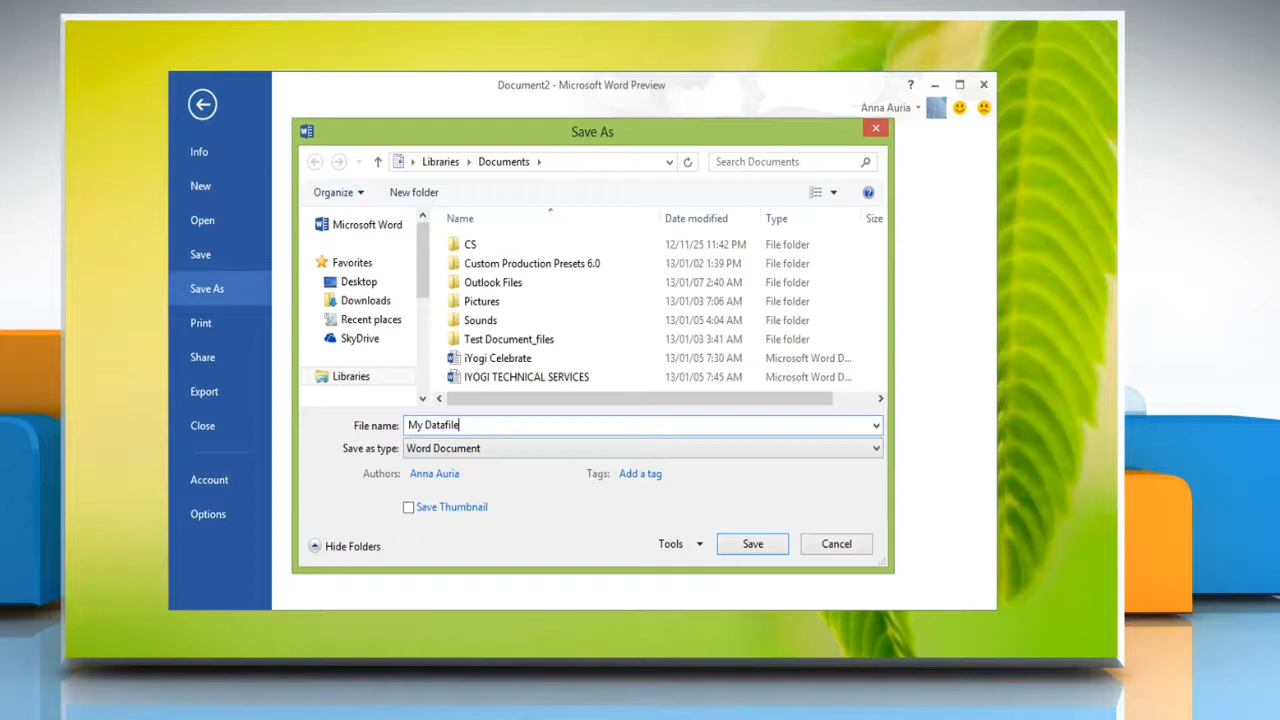 Document2 - Microsoft Word Preview
?
Anna Auria
Info
New
Open
Save
Save As
Print
Share
Export
Close
Account
Options
Save As
Libraries
Documents
Search Documents
Organize
New folder
Microsoft Word
Favorites
Desktop
Downloads
Recent places
SkyDrive
Libraries
Name Date modified Type Size
CS 12/11/25 11:42 PM File folder
Custom Production Presets 6.0 13/01/02 1:39 PM File folder
Outlook Files 13/01/07 2:40 AM File folder
Pictures 13/01/03 7:06 AM File folder
Sounds 13/01/05 4:04 AM File folder
Test Document_files 13/01/03 3:41 AM File folder
iYogi Celebrate 13/01/05 7:30 AM Microsoft Word D...
IYOGI TECHNICAL SERVICES 13/01/05 7:45 AM Microsoft Word D...
File name: My Datafile
Save as type: Word Document
Authors: Anna Auria Tags: Add a tag
Save Thumbnail
Hide Folders
Tools
Save
Cancel